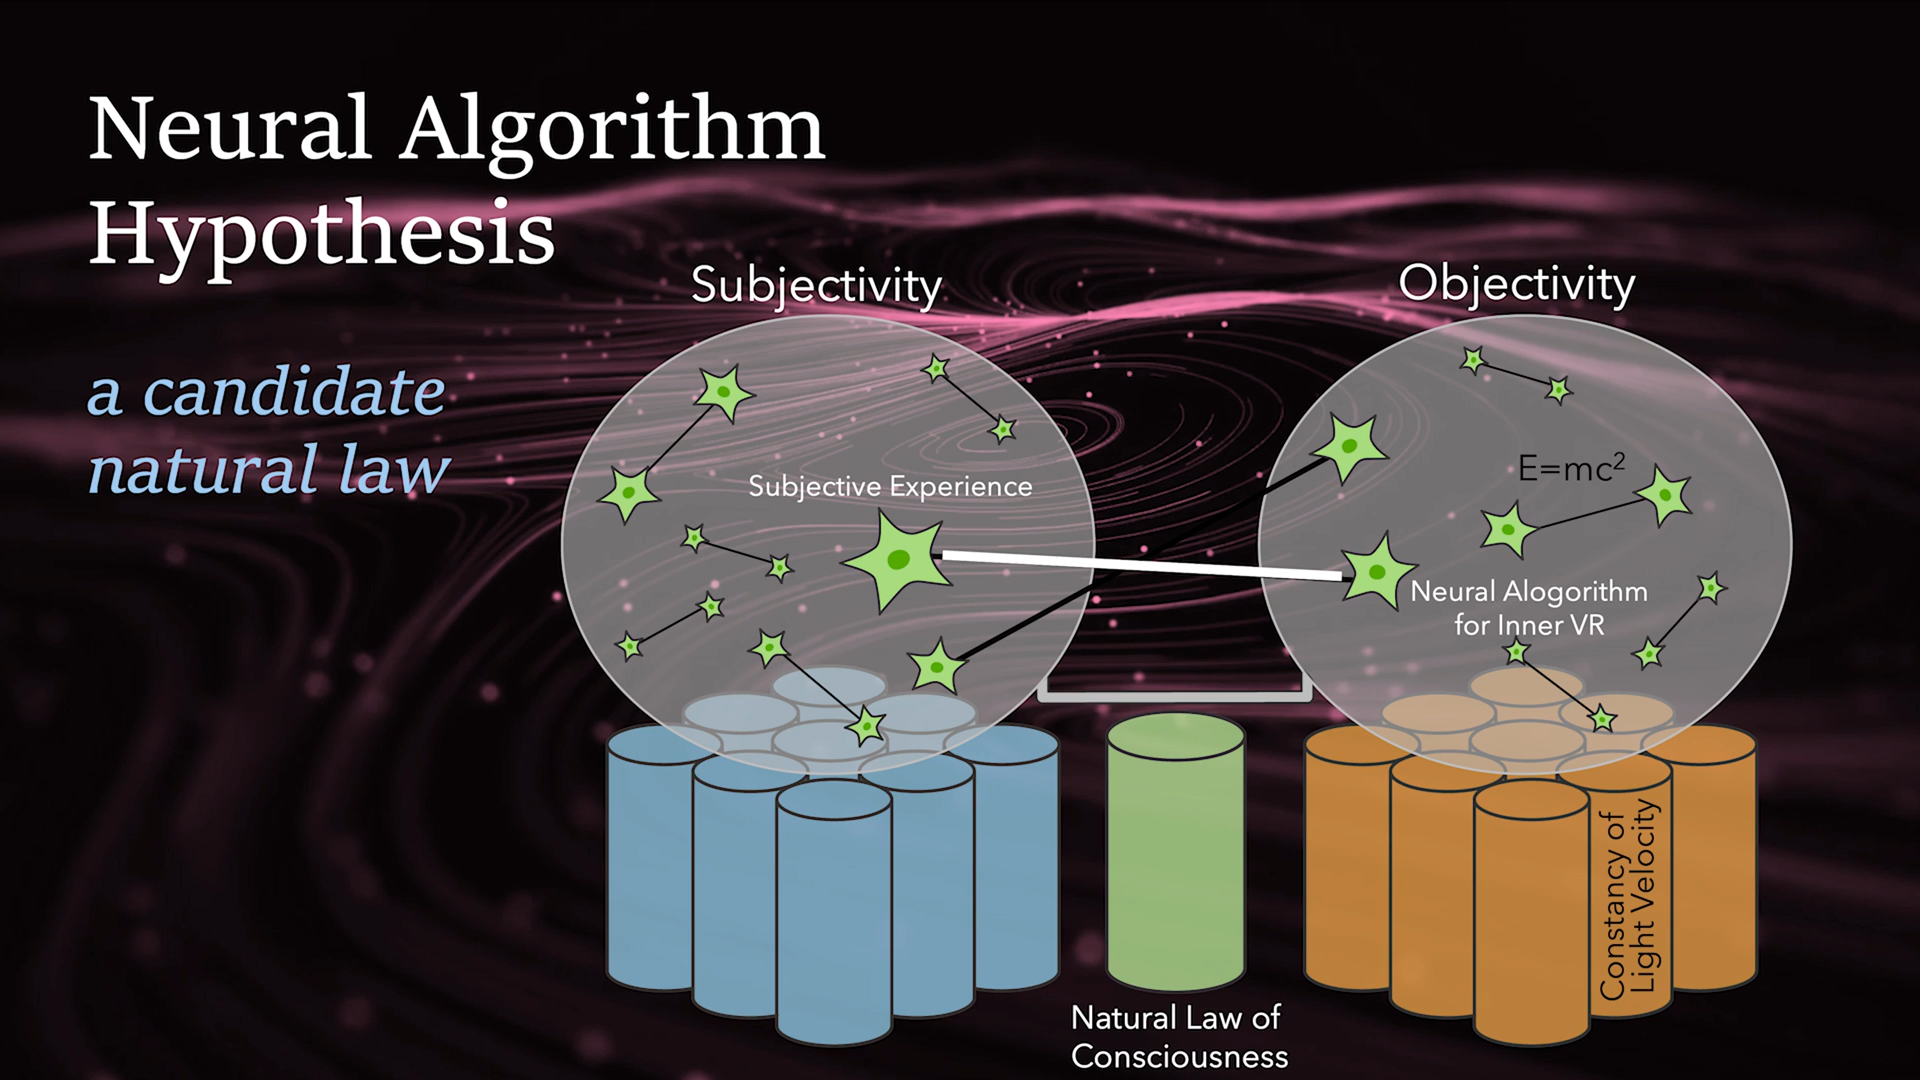 Neural Algorithm
Hypothesis
a candidate
natural law
Subjectivity
Objectivity
Subjective Experience
E=mc²
Neural Alogorithm
for Inner VR
Constancy of
Light Velocity
Natural Law of
Consciousness